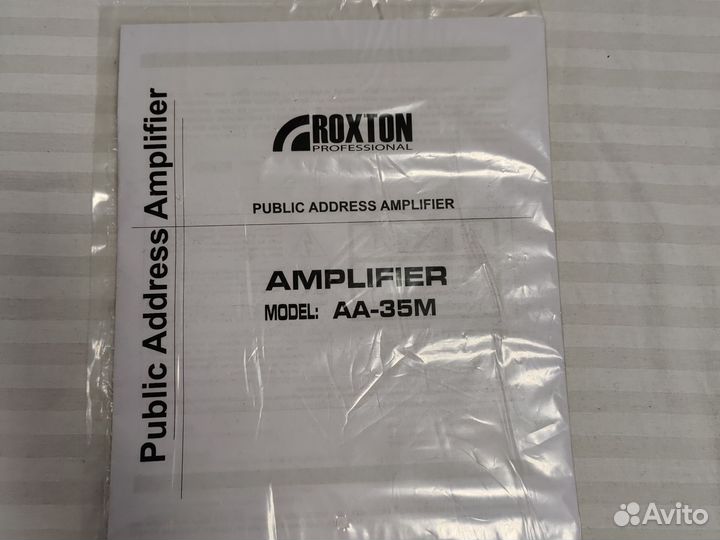 Public Address Amplifier
ROXTON
PROFESSIONAL
PUBLIC ADDRESS AMPLIFIER
AMPLIFIER
MODEL: AA-35M
Avito